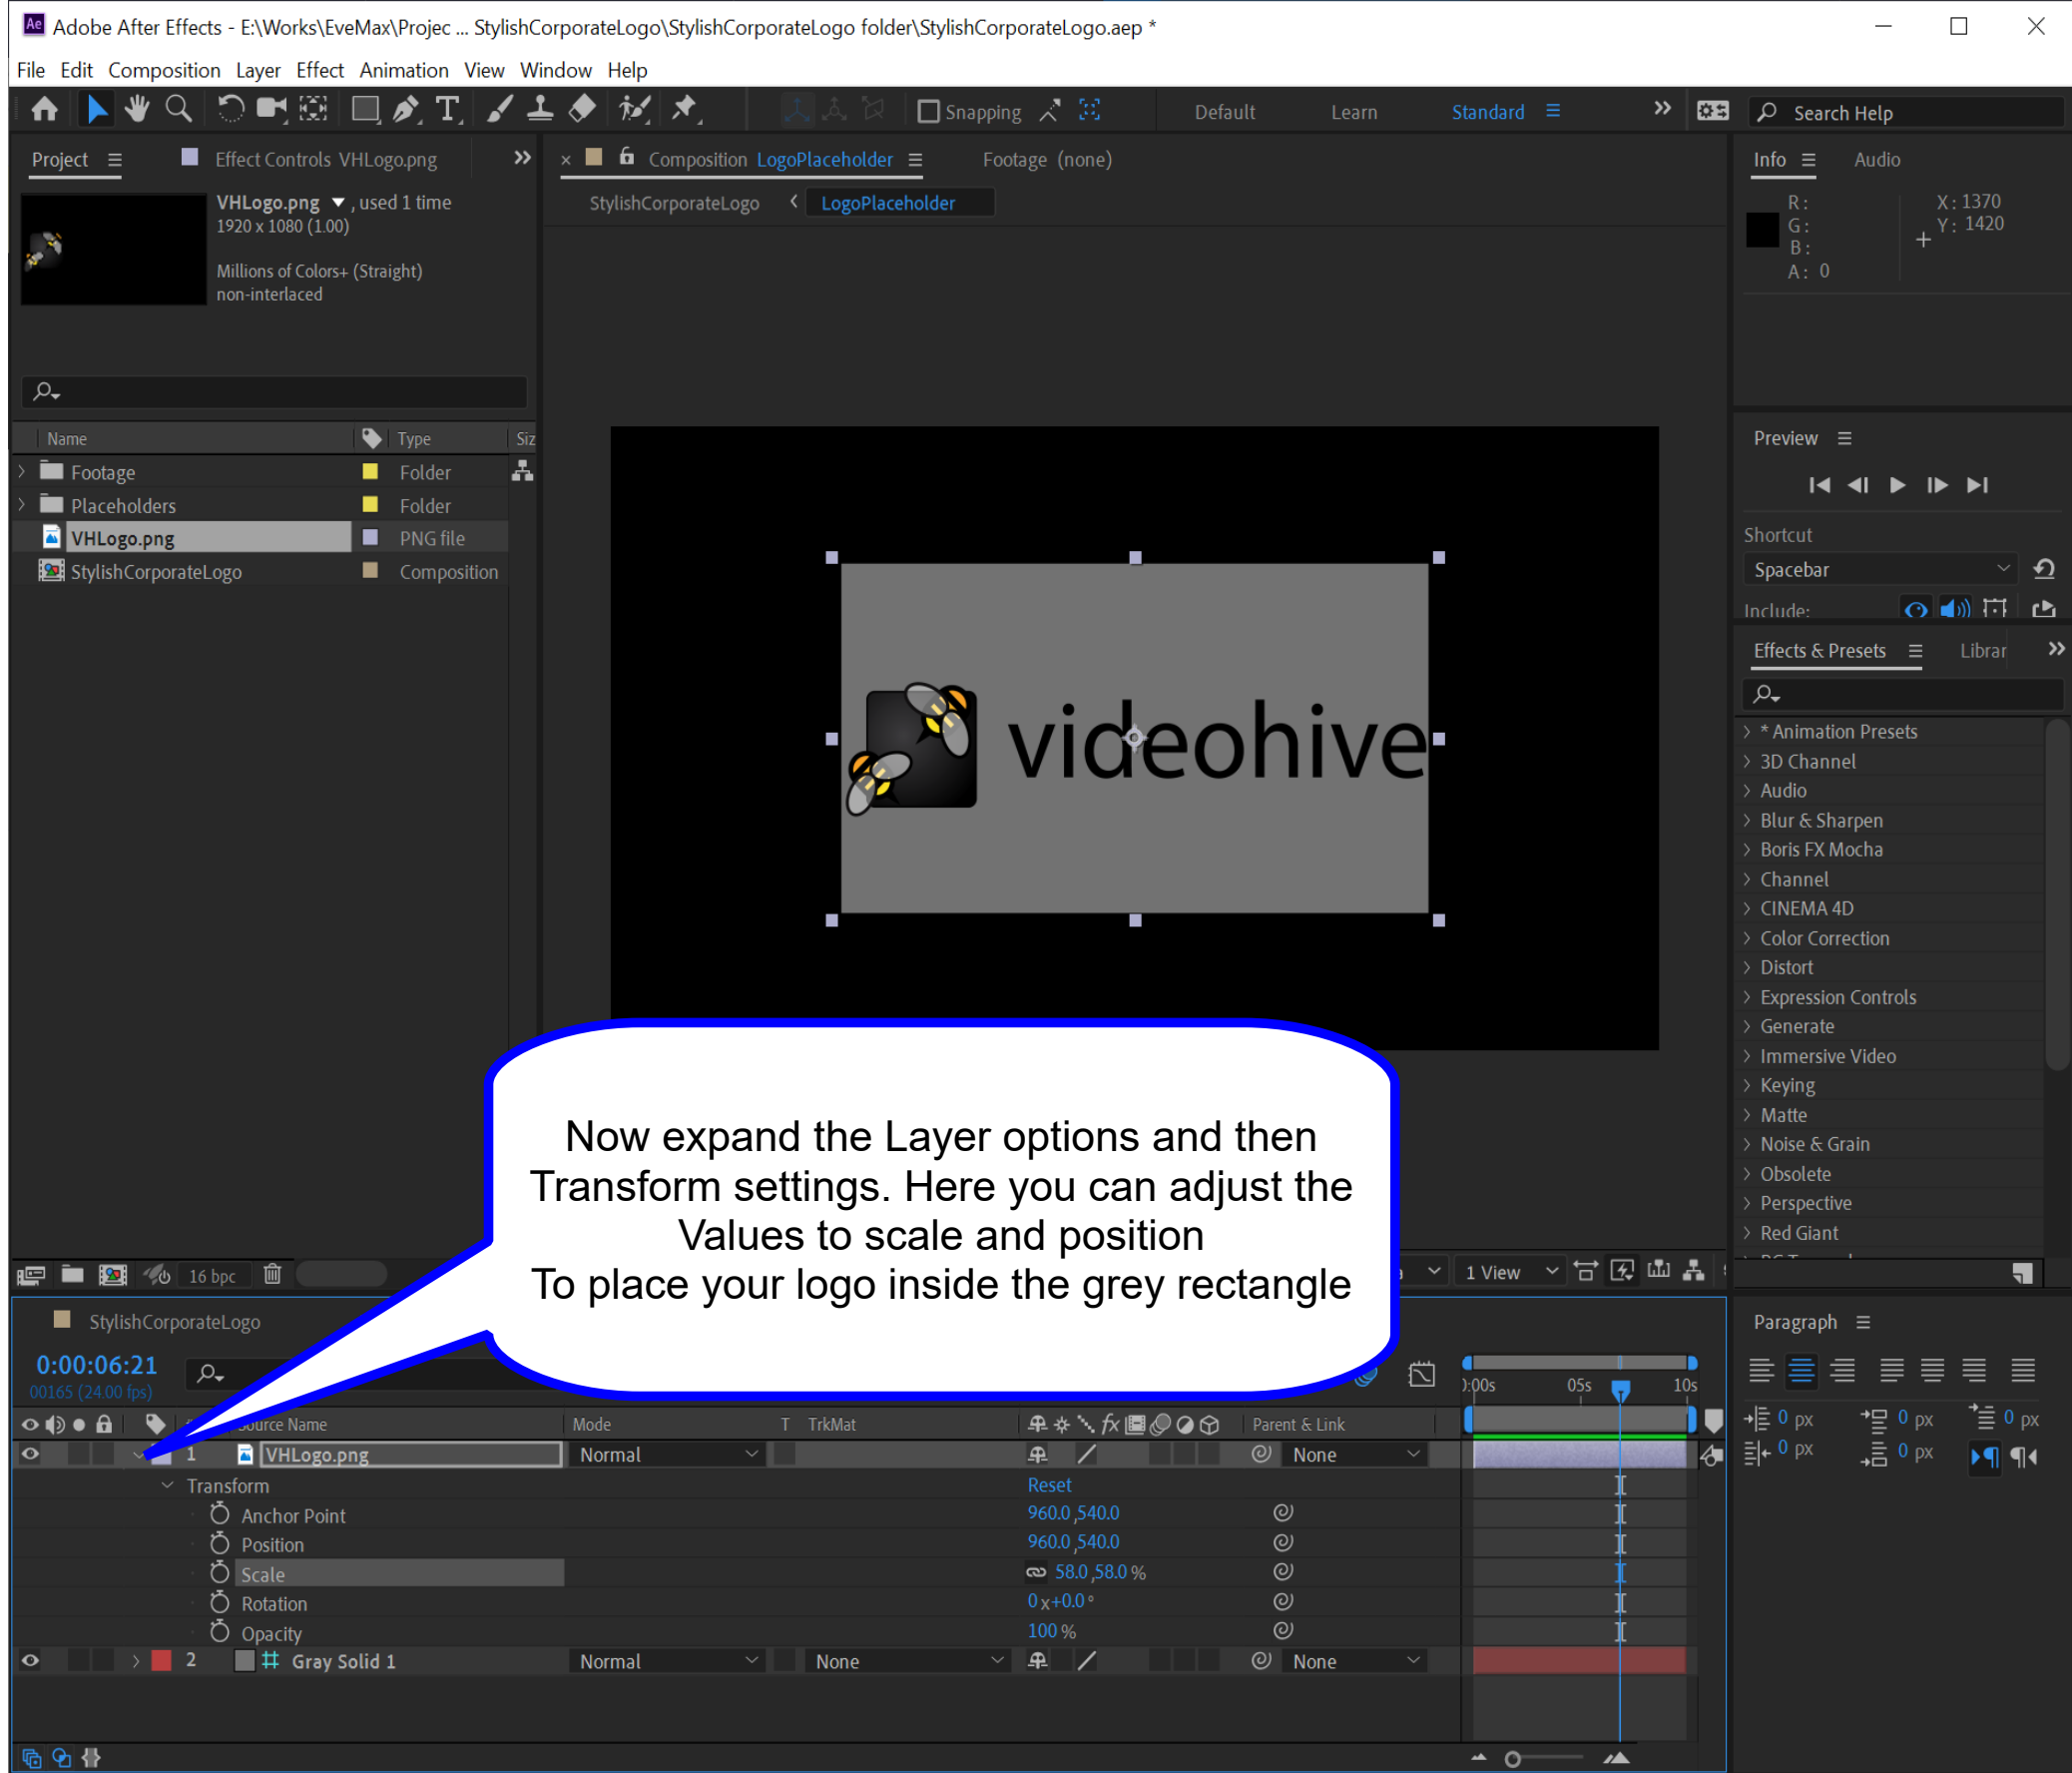 Adobe After Effects - E:\Works\EveMax\Projec ... StylishCorporateLogo\StylishCorporateLogo folder\StylishCorporateLogo.aep *
File Edit Composition Layer Effect Animation View Window Help
Snapping
Default
Learn
Standard
Search Help
Project
Effect Controls VHLogo.png
Composition LogoPlaceholder
Footage (none)
Info
Audio
VHLogo.png , used 1 time
1920 x 1080 (1.00)
Millions of Colors+ (Straight)
non-interlaced
StylishCorporateLogo
LogoPlaceholder
R:
G:
B:
A: 0
X: 1370
Y: 1420
Name
Type
Siz
Footage
Folder
Placeholders
Folder
VHLogo.png
PNG file
StylishCorporateLogo
Composition
videohive
Preview
Shortcut
Spacebar
Include:
Effects & Presets
Librar
* Animation Presets
3D Channel
Audio
Blur & Sharpen
Boris FX Mocha
Channel
CINEMA 4D
Color Correction
Distort
Expression Controls
Generate
Immersive Video
Keying
Matte
Noise & Grain
Obsolete
Perspective
Red Giant
Now expand the Layer options and then
Transform settings. Here you can adjust the
Values to scale and position
To place your logo inside the grey rectangle
16 bpc
1 View
StylishCorporateLogo
0:00:06:21
00165 (24.00 fps)
05s
10s
Source Name
Mode
T TrkMat
Parent & Link
1 VHLogo.png
Normal
None
Transform
Reset
Anchor Point
960.0 ,540.0
Position
960.0 ,540.0
Scale
58.0 ,58.0 %
Rotation
0 x +0.0 °
Opacity
100 %
2 Gray Solid 1
Normal
None
None
Paragraph
0 px
0 px
0 px
0 px
0 px